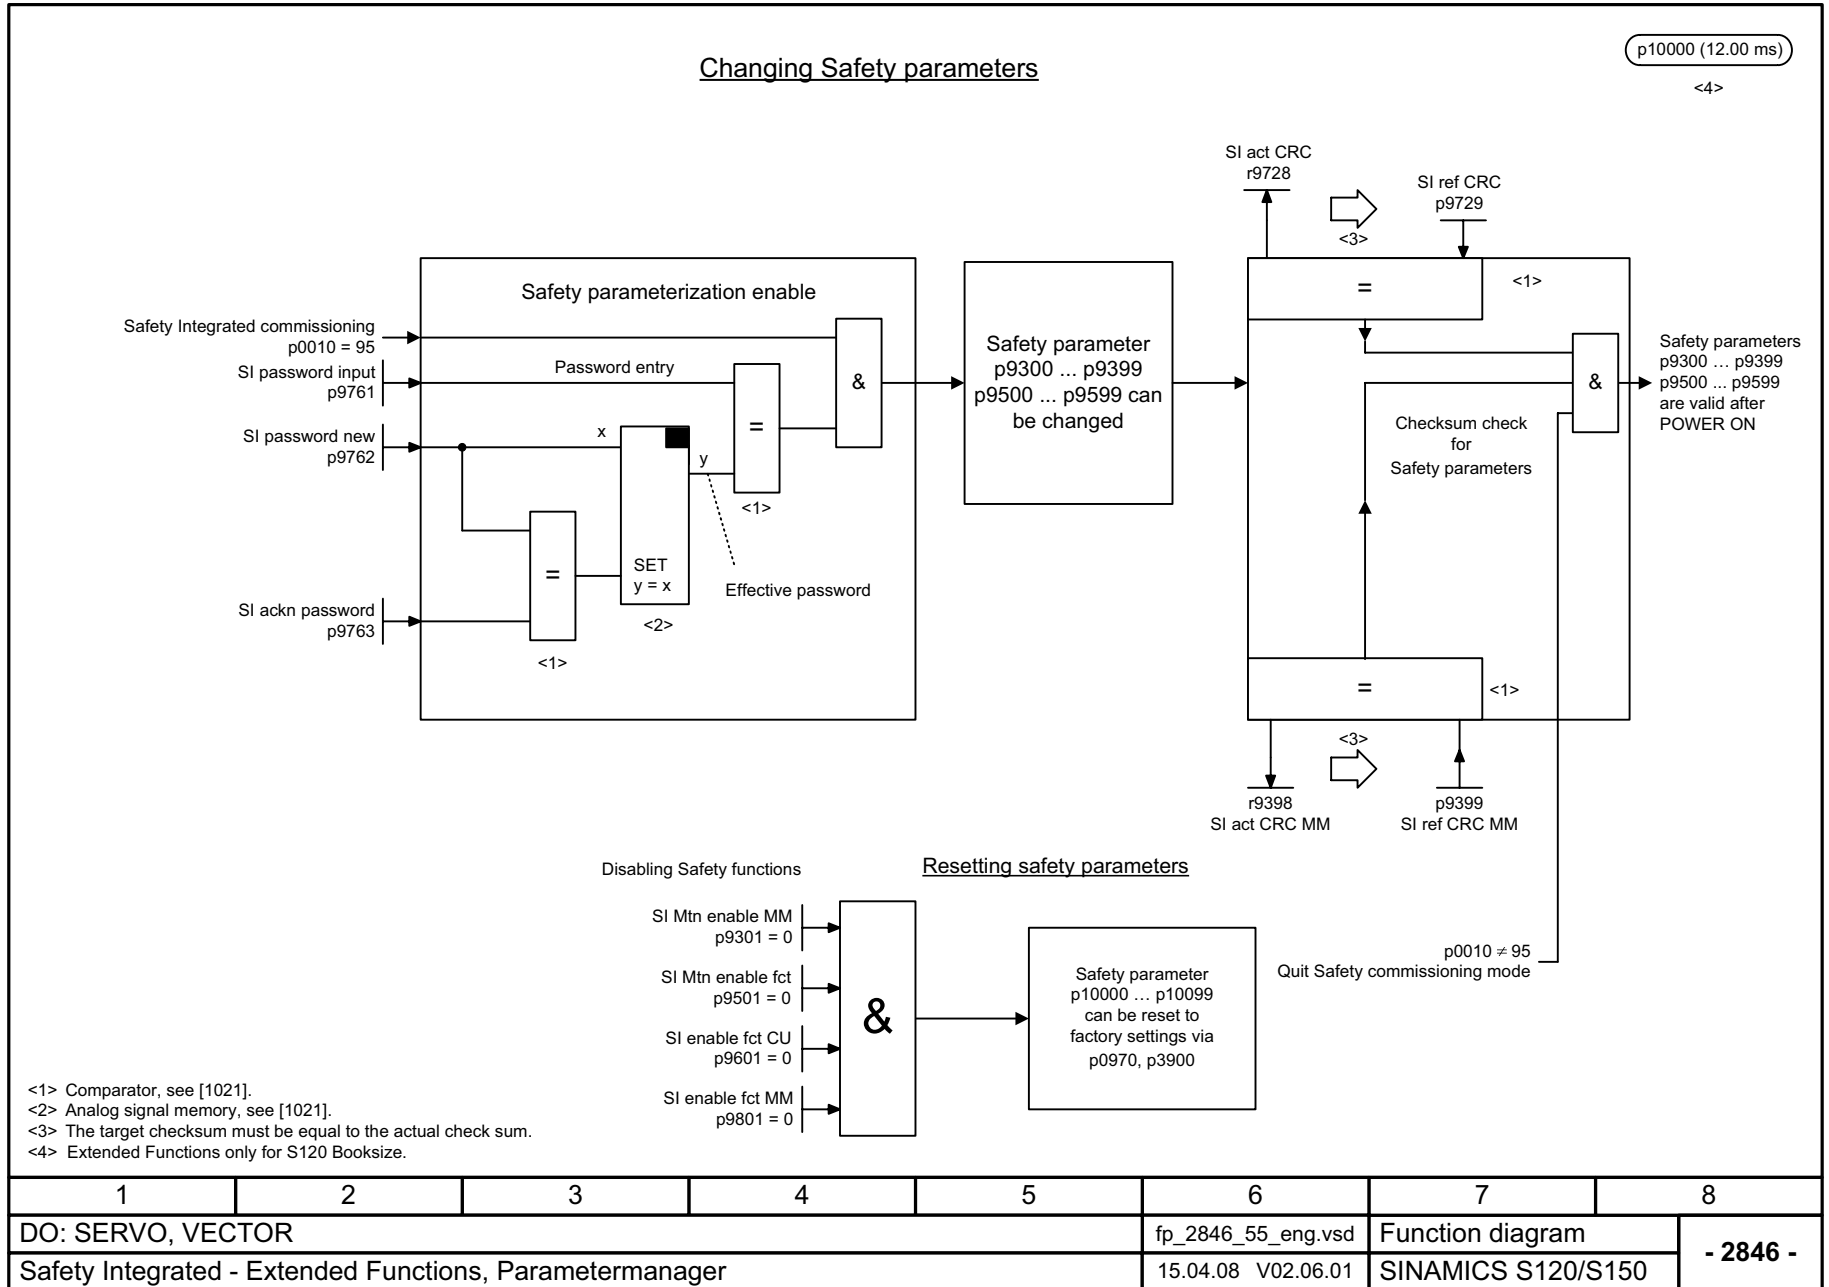 Changing Safety parameters
p10000 (12.00 ms)
<4>
SI act CRC
r9728
SI ref CRC
p9729
<3>
Safety parameterization enable
=
<1>
Safety Integrated commissioning
p0010 = 95
SI password input
p9761
Password entry
SI password new
p9762
x
y
=
&
<1>
SET
y = x
<2>
Effective password
=
<1>
SI ackn password
p9763
Safety parameter
p9300 ... p9399
p9500 ... p9599 can
be changed
&
Checksum check
for
Safety parameters
Safety parameters
p9300 ... p9399
p9500 ... p9599
are valid after
POWER ON
=
<1>
<3>
r9398
SI act CRC MM
p9399
SI ref CRC MM
Disabling Safety functions
Resetting safety parameters
SI Mtn enable MM
p9301 = 0
SI Mtn enable fct
p9501 = 0
SI enable fct CU
p9601 = 0
SI enable fct MM
p9801 = 0
&
Safety parameter
p10000 ... p10099
can be reset to
factory settings via
p0970, p3900
p0010 ≠ 95
Quit Safety commissioning mode
<1> Comparator, see [1021].
<2> Analog signal memory, see [1021].
<3> The target checksum must be equal to the actual check sum.
<4> Extended Functions only for S120 Booksize.
1 2 3 4 5 6 7 8
DO: SERVO, VECTOR
fp_2846_55_eng.vsd
Function diagram
- 2846 -
Safety Integrated - Extended Functions, Parametermanager
15.04.08 V02.06.01
SINAMICS S120/S150